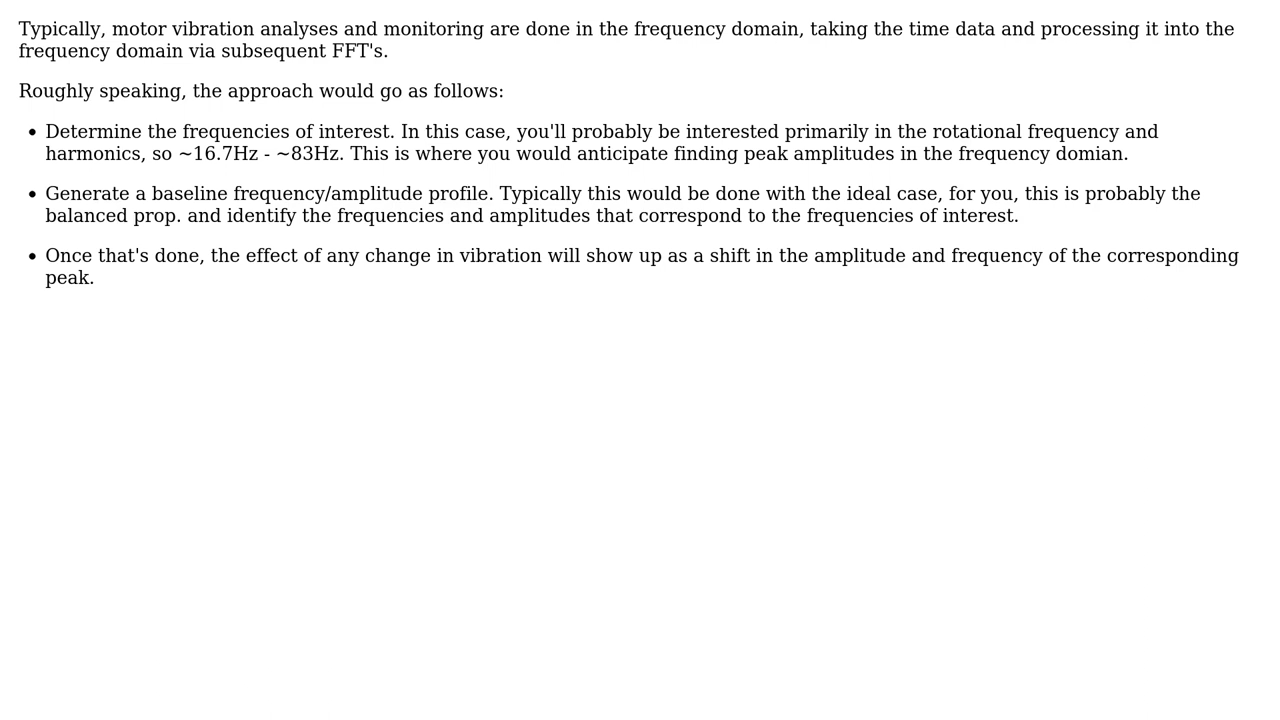 Typically, motor vibration analyses and monitoring are done in the frequency domain, taking the time data and processing it into the
frequency domain via subsequent FFT's.
Roughly speaking, the approach would go as follows:
• Determine the frequencies of interest. In this case, you'll probably be interested primarily in the rotational frequency and
harmonics, so ~16.7Hz - ~83Hz. This is where you would anticipate finding peak amplitudes in the frequency domian.
• Generate a baseline frequency/amplitude profile. Typically this would be done with the ideal case, for you, this is probably the
balanced prop. and identify the frequencies and amplitudes that correspond to the frequencies of interest.
• Once that's done, the effect of any change in vibration will show up as a shift in the amplitude and frequency of the corresponding
peak.